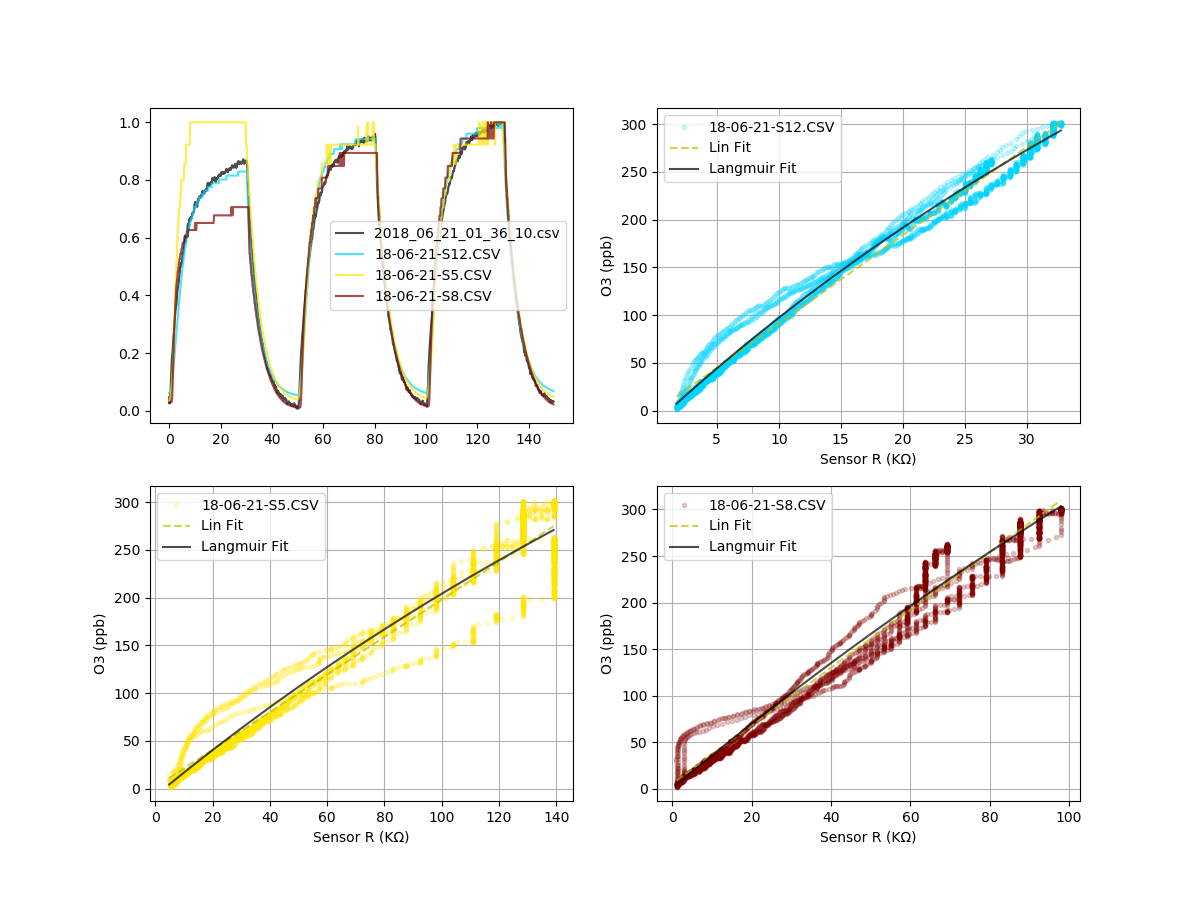 1.0
0.8
0.6
0.4
0.2
0.0
0 20 40 60 80 100 120 140
2018_06_21_01_36_10.csv
18-06-21-S12.CSV
18-06-21-S5.CSV
18-06-21-S8.CSV
300
250
200
150
100
50
0
O3 (ppb)
5 10 15 20 25 30
Sensor R (KΩ)
18-06-21-S12.CSV
Lin Fit
Langmuir Fit
300
250
200
150
100
50
0
O3 (ppb)
0 20 40 60 80 100 120 140
Sensor R (KΩ)
18-06-21-S5.CSV
Lin Fit
Langmuir Fit
300
250
200
150
100
50
0
O3 (ppb)
0 20 40 60 80 100
Sensor R (KΩ)
18-06-21-S8.CSV
Lin Fit
Langmuir Fit